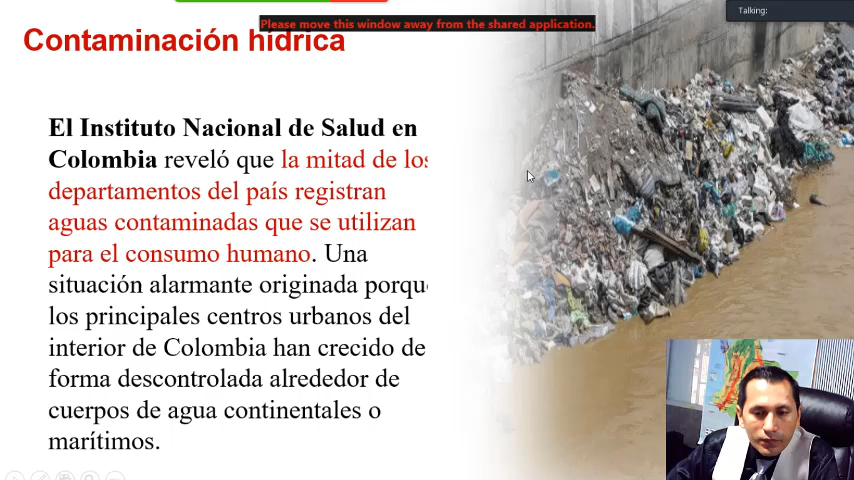 Please move this window away from the shared application.
Talking:
Contaminación hídrica
El Instituto Nacional de Salud en
Colombia reveló que la mitad de los
departamentos del país registran
aguas contaminadas que se utilizan
para el consumo humano. Una
situación alarmante originada porque
los principales centros urbanos del
interior de Colombia han crecido de
forma descontrolada alrededor de
cuerpos de agua continentales o
marítimos.